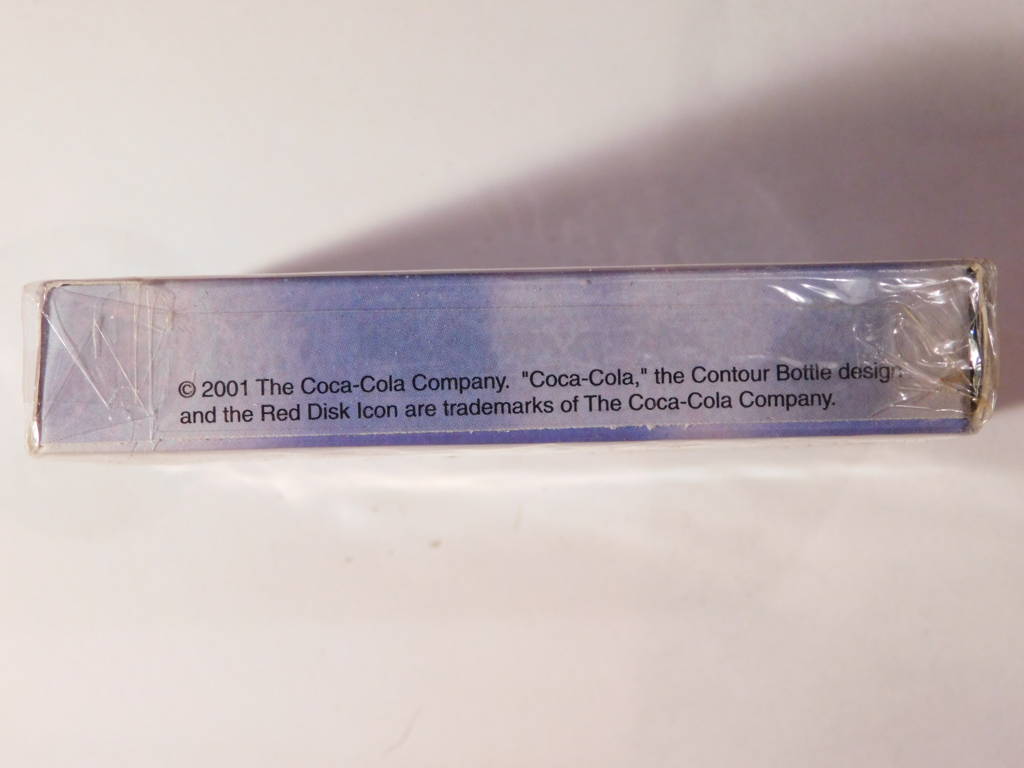 © 2001 The Coca-Cola Company. "Coca-Cola," the Contour Bottle design
and the Red Disk Icon are trademarks of The Coca-Cola Company.